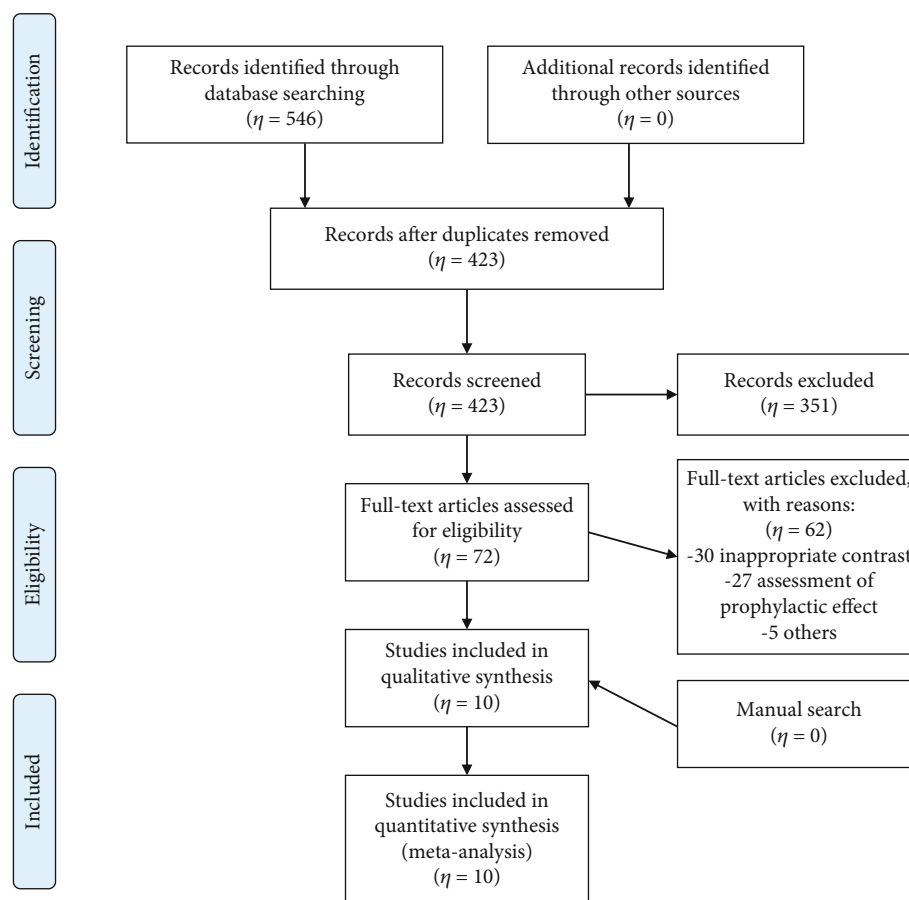 Identification
Records identified through
database searching
(η = 546)
Additional records identified
through other sources
(η = 0)
Records after duplicates removed
(η = 423)
Screening
Records screened
(η = 423)
Records excluded
(η = 351)
Eligibility
Full-text articles assessed
for eligibility
(η = 72)
Full-text articles excluded,
with reasons:
(η = 62)
-30 inappropriate contrast
-27 assessment of
prophylactic effect
-5 others
Studies included in
qualitative synthesis
(η = 10)
Manual search
(η = 0)
Included
Studies included in
quantitative synthesis
(meta-analysis)
(η = 10)